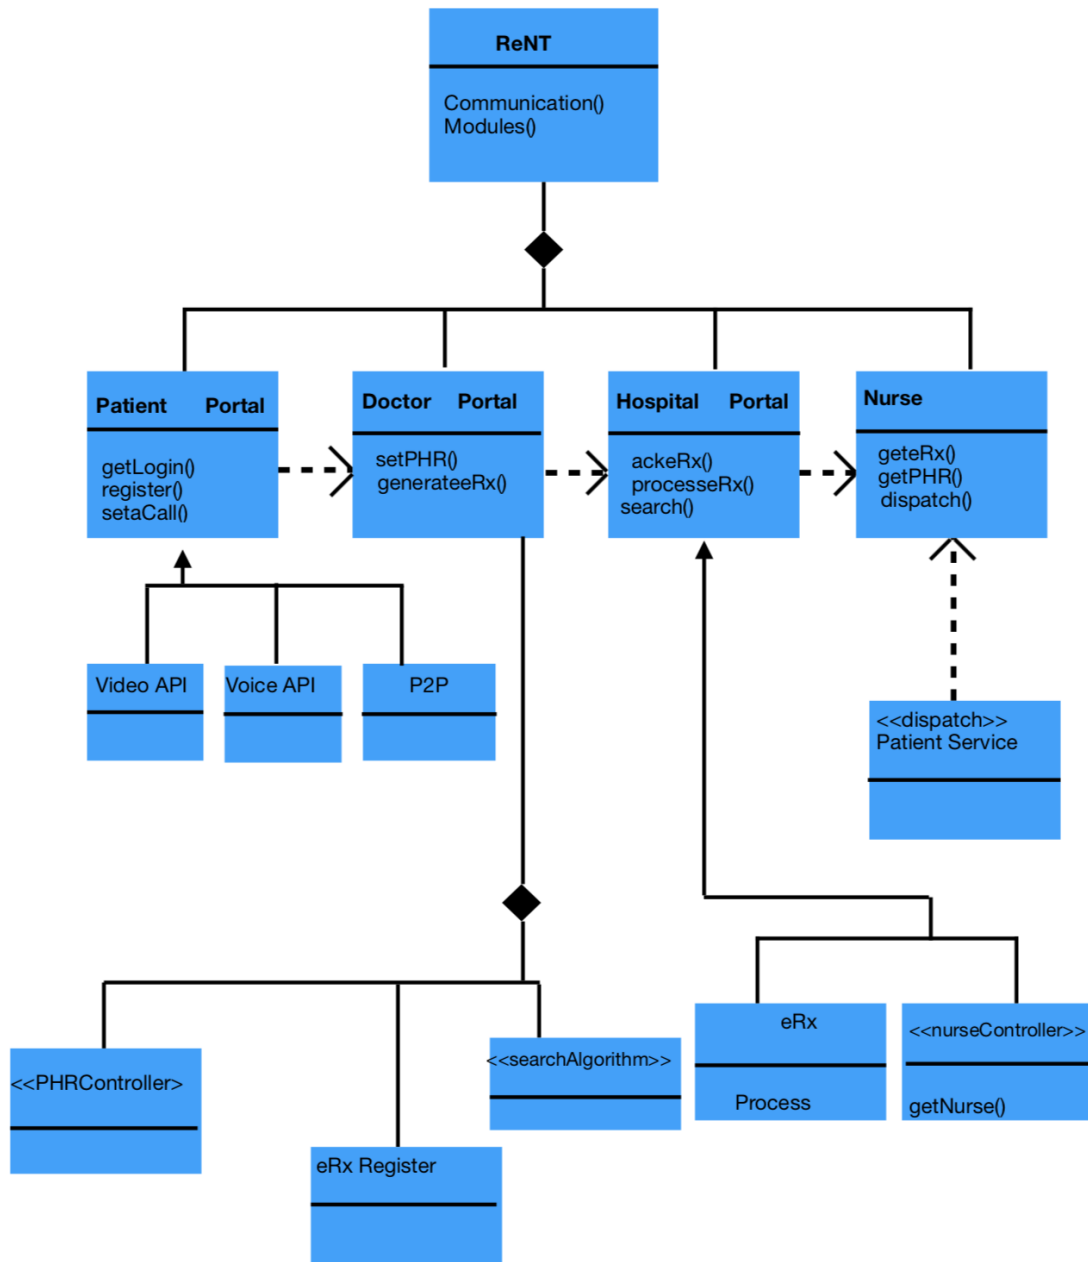 ReNT
Communication()
Modules()
Patient Portal
getLogin()
register()
setaCall()
Doctor Portal
setPHR()
generateeRx()
Hospital Portal
ackeRx()
processeRx()
search()
Nurse
geteRx()
getPHR()
dispatch()
Video API
Voice API
P2P
<<dispatch>>
Patient Service
<<PHRController>
eRx Register
<<searchAlgorithm>>
eRx
Process
<<nurseController>>
getNurse()